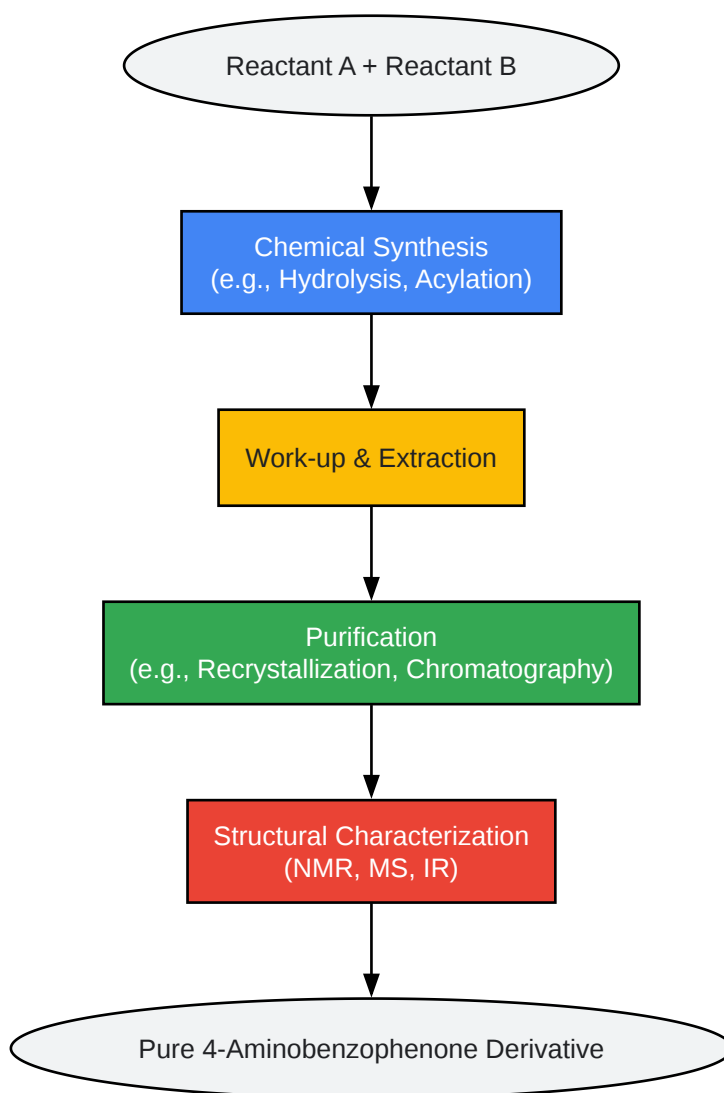 Reactant A + Reactant B
Chemical Synthesis
(e.g., Hydrolysis, Acylation)
Work-up & Extraction
Purification
(e.g., Recrystallization, Chromatography)
Structural Characterization
(NMR, MS, IR)
Pure 4-Aminobenzophenone Derivative